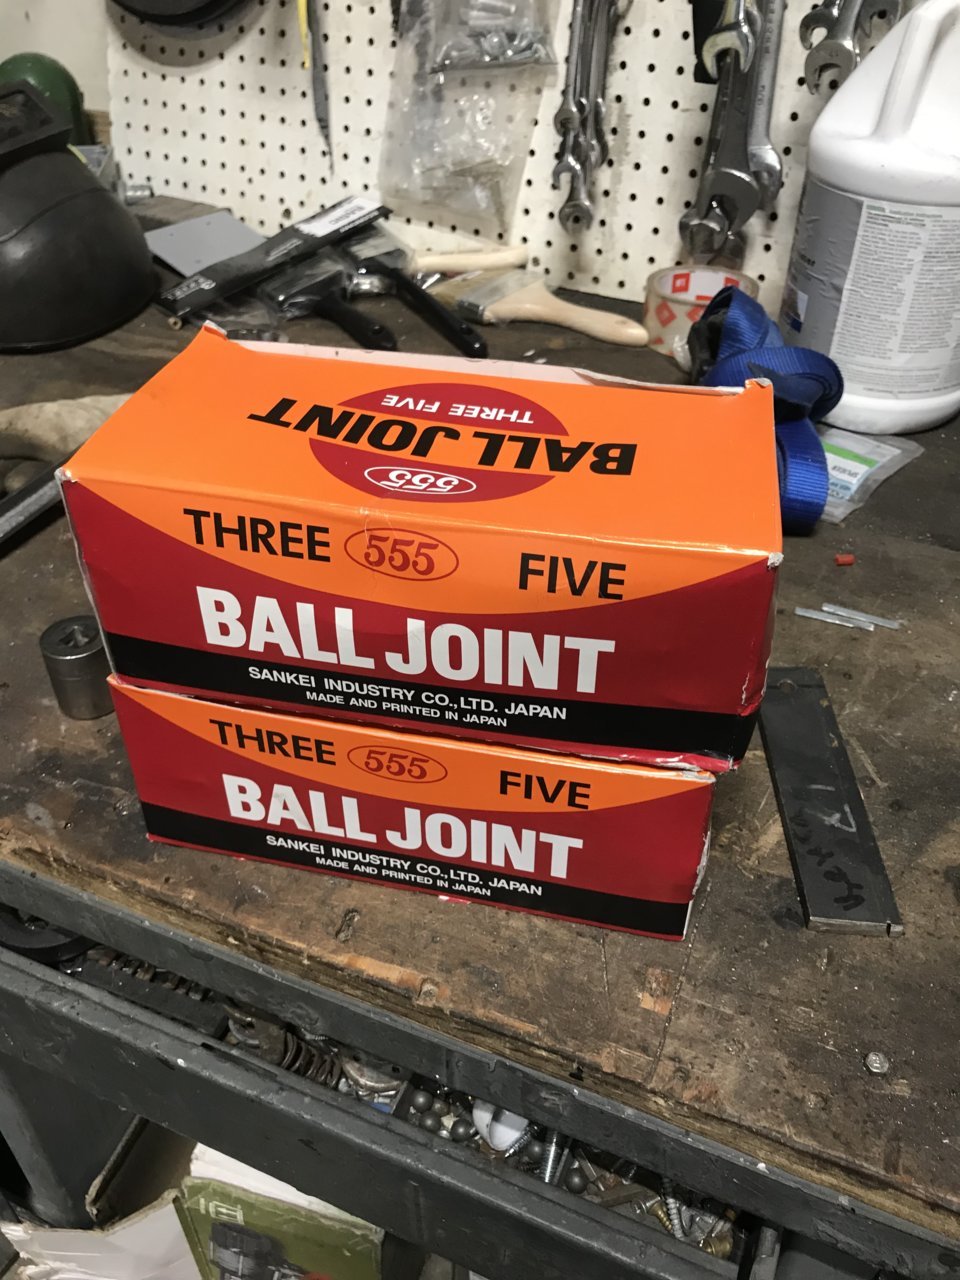 THREE FIVE
BALL JOINT
555
THREE 555 FIVE
BALL JOINT
SANKEI INDUSTRY CO.,LTD. JAPAN
MADE AND PRINTED IN JAPAN
THREE 555 FIVE
BALL JOINT
SANKEI INDUSTRY CO.,LTD. JAPAN
MADE AND PRINTED IN JAPAN